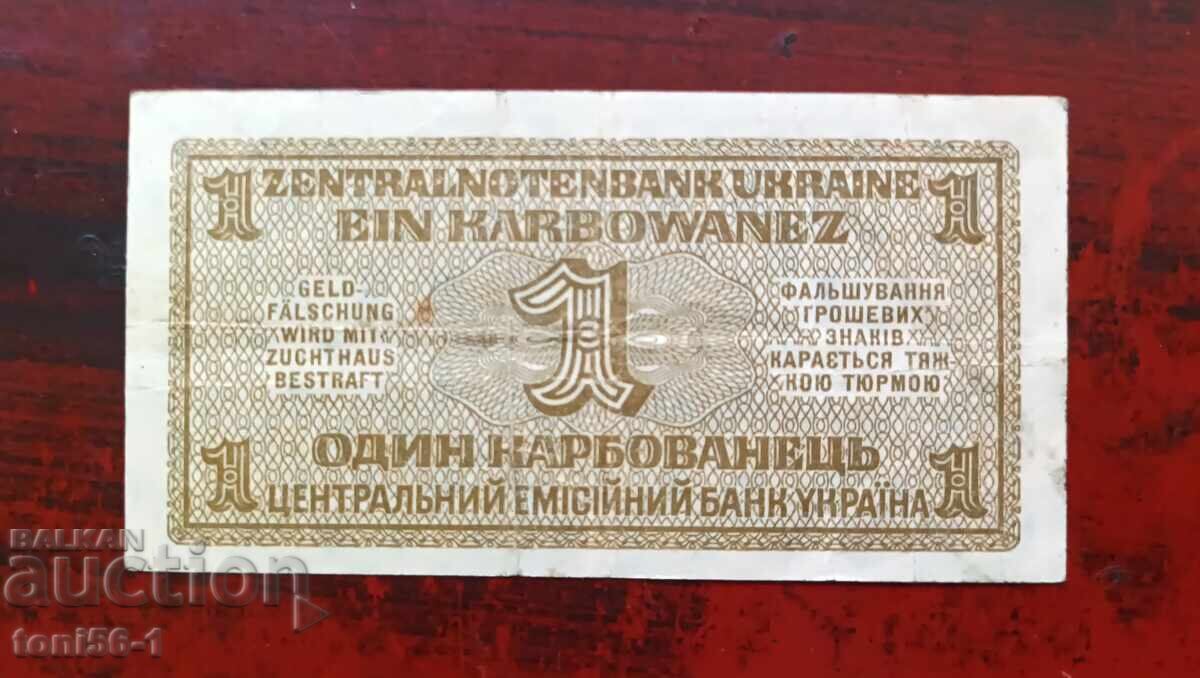 1 ZENTRALNOTENBANK UKRAINE 1
EIN KARBOWANEZ
GELD-
FÄLSCHUNG
WIRD MIT
ZUCHTHAUS
BESTRAFT
1
ФАЛЬШУВАННЯ
ГРОШЕВИХ
ЗНАКІВ
КАРАЄТЬСЯ ТЯЖ-
КОЮ ТЮРМОЮ
1 ОДИН КАРБОВАНЕЦЬ 1
ЦЕНТРАЛЬНИЙ ЕМІСІЙНИЙ БАНК УКРАЇНА
BALKAN
auction
toni56-1